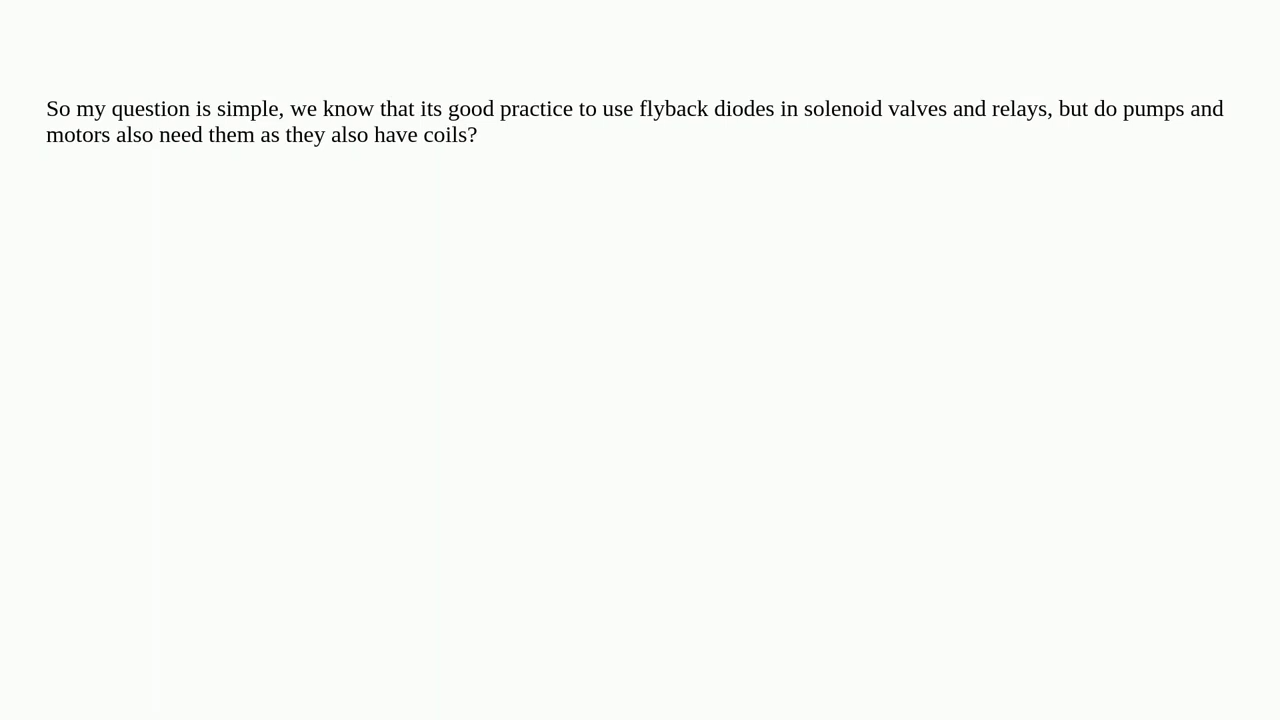 So my question is simple, we know that its good practice to use flyback diodes in solenoid valves and relays, but do pumps and
motors also need them as they also have coils?